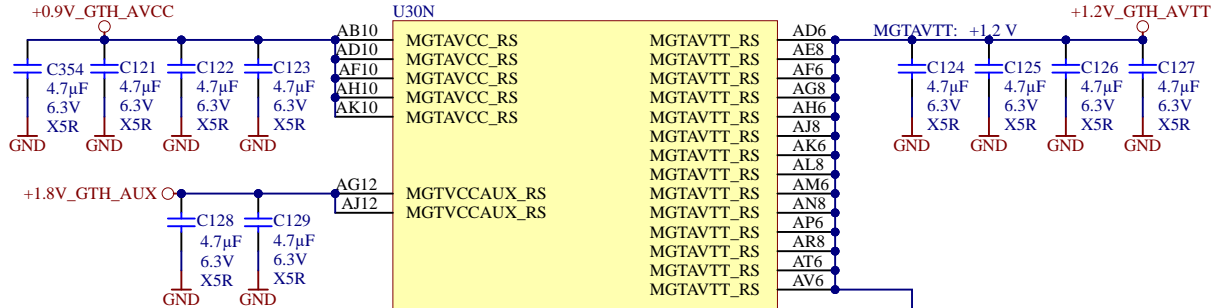 +0.9V_GTH_AVCC
U30N
+1.2V_GTH_AVTT
MGTAVTT: +1.2 V
AB10 MGTAVCC_RS
AD10 MGTAVCC_RS
AF10 MGTAVCC_RS
AH10 MGTAVCC_RS
AK10 MGTAVCC_RS
MGTAVTT_RS AD6
MGTAVTT_RS AE8
MGTAVTT_RS AF6
MGTAVTT_RS AG8
MGTAVTT_RS AH6
MGTAVTT_RS AJ8
MGTAVTT_RS AK6
MGTAVTT_RS AL8
MGTAVTT_RS AM6
MGTAVTT_RS AN8
MGTAVTT_RS AP6
MGTAVTT_RS AR8
MGTAVTT_RS AT6
MGTAVTT_RS AV6
C354
4.7µF
6.3V
X5R
GND
C121
4.7µF
6.3V
X5R
GND
C122
4.7µF
6.3V
X5R
GND
C123
4.7µF
6.3V
X5R
GND
C124
4.7µF
6.3V
X5R
GND
C125
4.7µF
6.3V
X5R
GND
C126
4.7µF
6.3V
X5R
GND
C127
4.7µF
6.3V
X5R
GND
+1.8V_GTH_AUX
AG12 MGTVCCAUX_RS
AJ12 MGTVCCAUX_RS
C128
4.7µF
6.3V
X5R
GND
C129
4.7µF
6.3V
X5R
GND